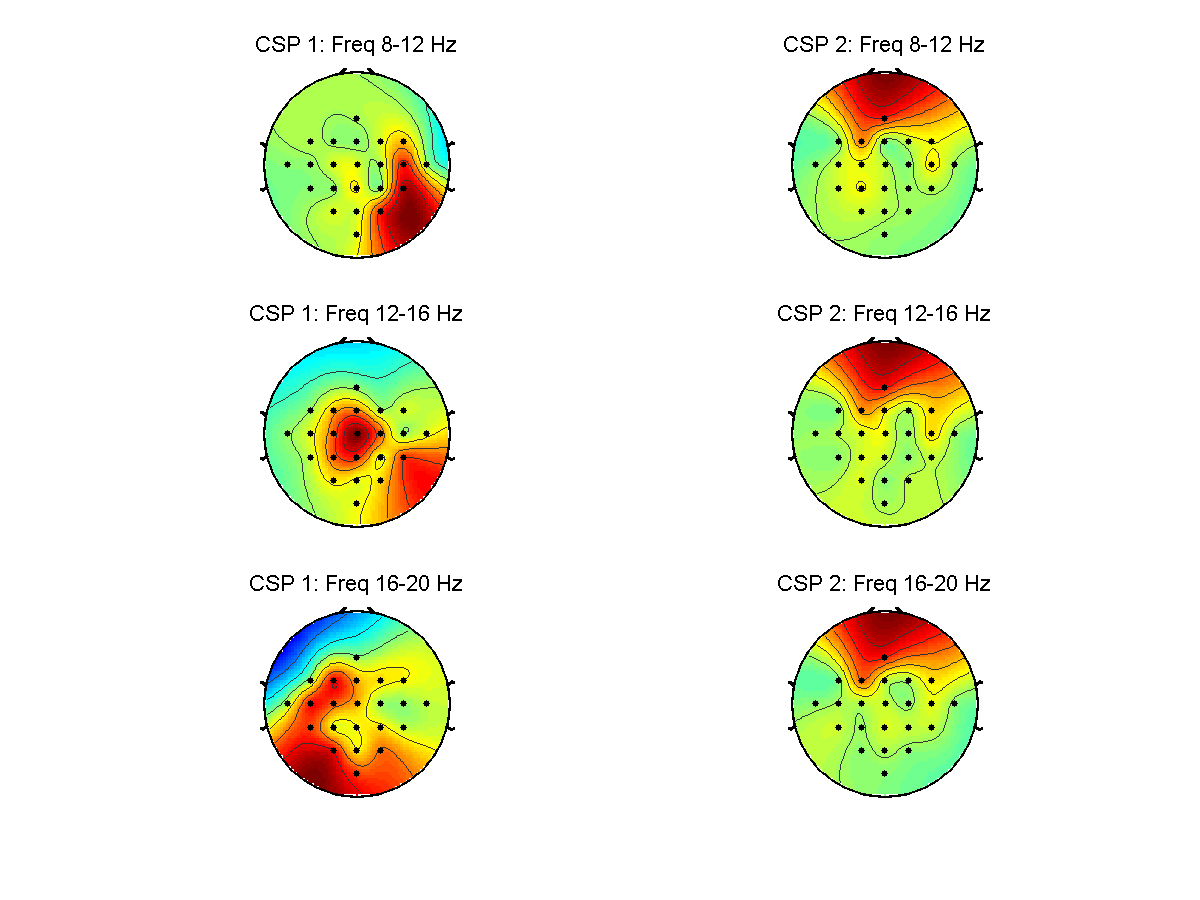 CSP 1: Freq 8-12 Hz
CSP 2: Freq 8-12 Hz
CSP 1: Freq 12-16 Hz
CSP 2: Freq 12-16 Hz
CSP 1: Freq 16-20 Hz
CSP 2: Freq 16-20 Hz